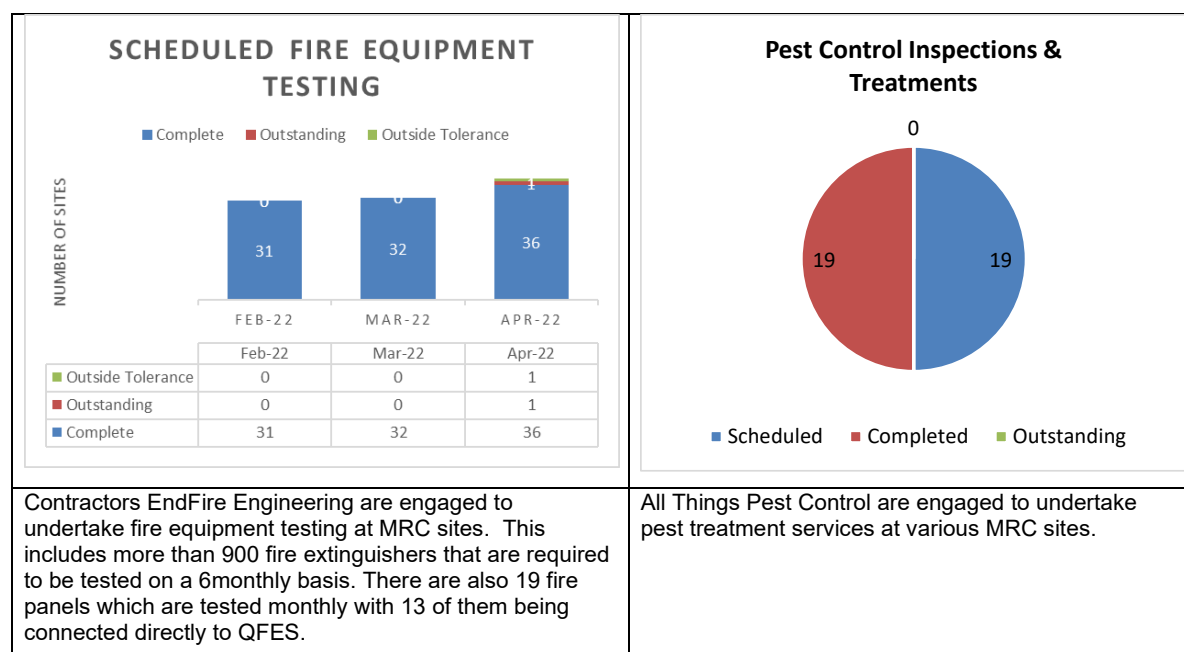 SCHEDULED FIRE EQUIPMENT
TESTING
Complete Outstanding Outside Tolerance
NUMBER OF SITES
0 0 1
1
31 32 36
FEB-22 MAR-22 APR-22
Feb-22 Mar-22 Apr-22
Outside Tolerance 0 0 1
Outstanding 0 0 1
Complete 31 32 36
Pest Control Inspections &
Treatments
0
19 19
Scheduled Completed Outstanding
Contractors EndFire Engineering are engaged to
undertake fire equipment testing at MRC sites. This
includes more than 900 fire extinguishers that are required
to be tested on a 6monthly basis. There are also 19 fire
panels which are tested monthly with 13 of them being
connected directly to QFES.
All Things Pest Control are engaged to undertake
pest treatment services at various MRC sites.